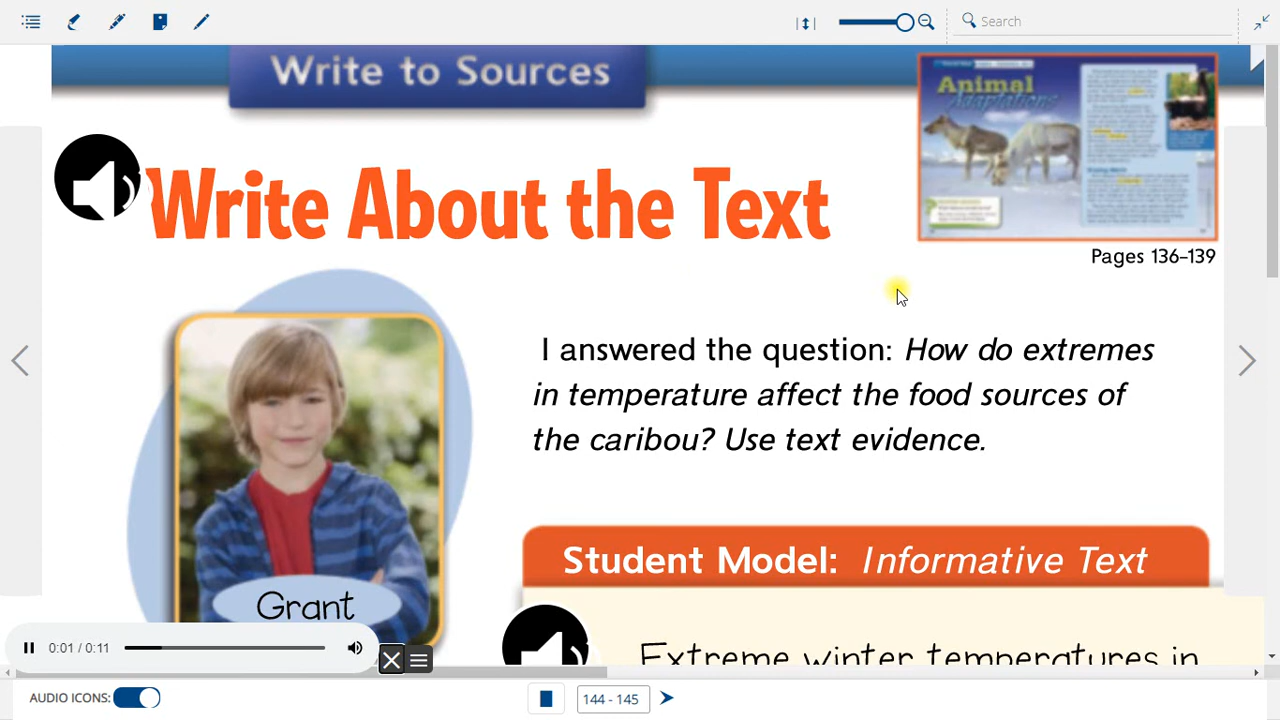 Search
Write to Sources
Animal
Adaptations
Write About the Text
Pages 136–139
I answered the question: How do extremes
in temperature affect the food sources of
the caribou? Use text evidence.
Student Model: Informative Text
Grant
Extreme winter temperatures in
0:01 / 0:11
AUDIO ICONS:
144 - 145